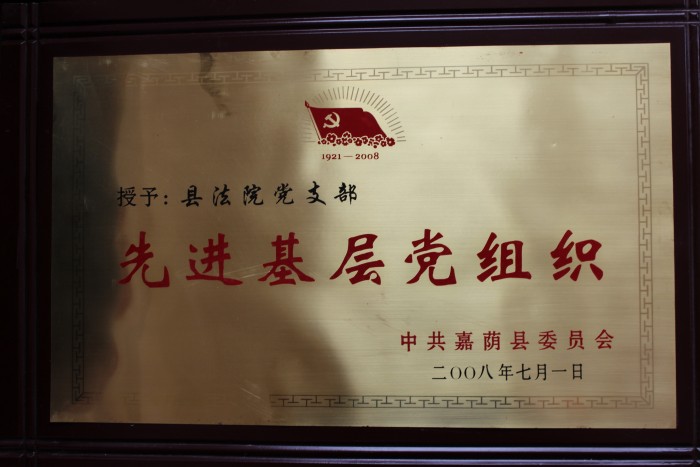 1921—2008
授予：县法院党支部
先进基层党组织
中共嘉荫县委员会
二〇〇八年七月一日